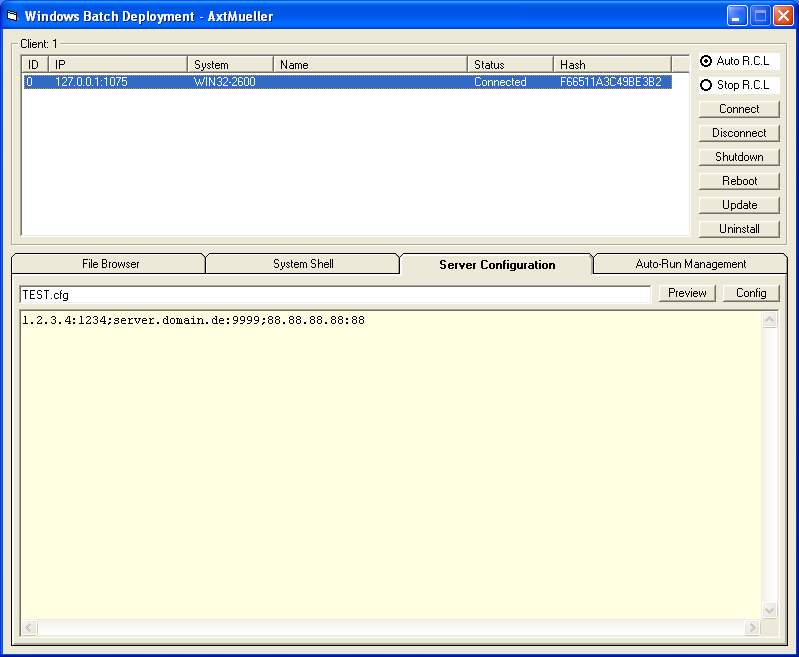 Windows Batch Deployment - AxtMueller
Client: 1
ID IP System Name Status Hash
0 127.0.0.1:1075 WIN32-2600 Connected F66511A3C49BE3B2
Auto R.C.L
Stop R.C.L
Connect
Disconnect
Shutdown
Reboot
Update
Uninstall
File Browser System Shell Server Configuration Auto-Run Management
TEST.cfg Preview Config
1.2.3.4:1234;server.domain.de:9999;88.88.88.88:88